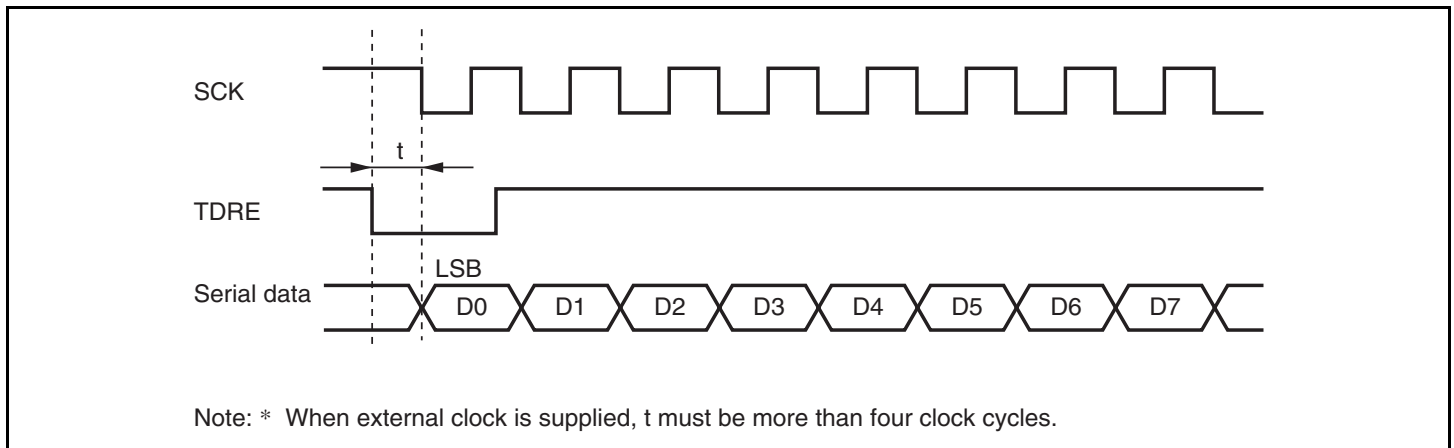 SCK
t
TDRE
LSB
Serial data D0 D1 D2 D3 D4 D5 D6 D7
Note: * When external clock is supplied, t must be more than four clock cycles.